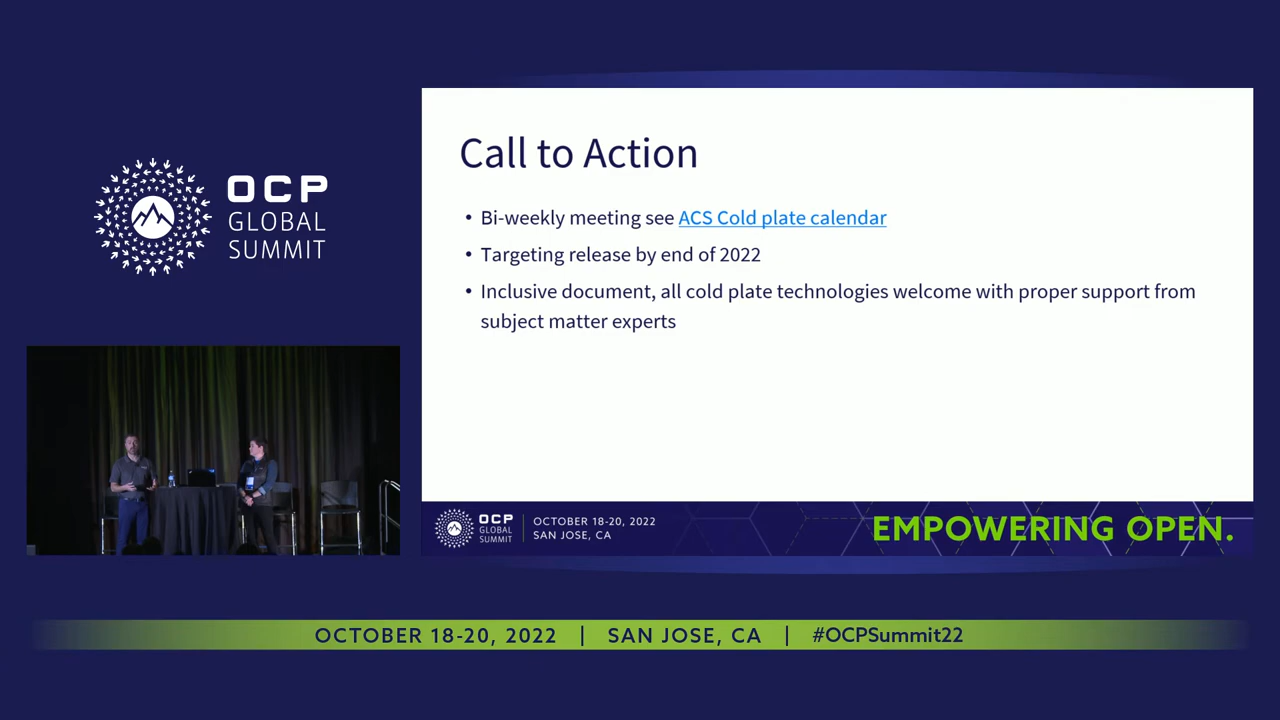 OCP
GLOBAL
SUMMIT
Call to Action
• Bi-weekly meeting see ACS Cold plate calendar
• Targeting release by end of 2022
• Inclusive document, all cold plate technologies welcome with proper support from
subject matter experts
OCP
GLOBAL
SUMMIT
OCTOBER 18-20, 2022
SAN JOSE, CA
EMPOWERING OPEN.
OCTOBER 18-20, 2022 | SAN JOSE, CA | #OCPSummit22